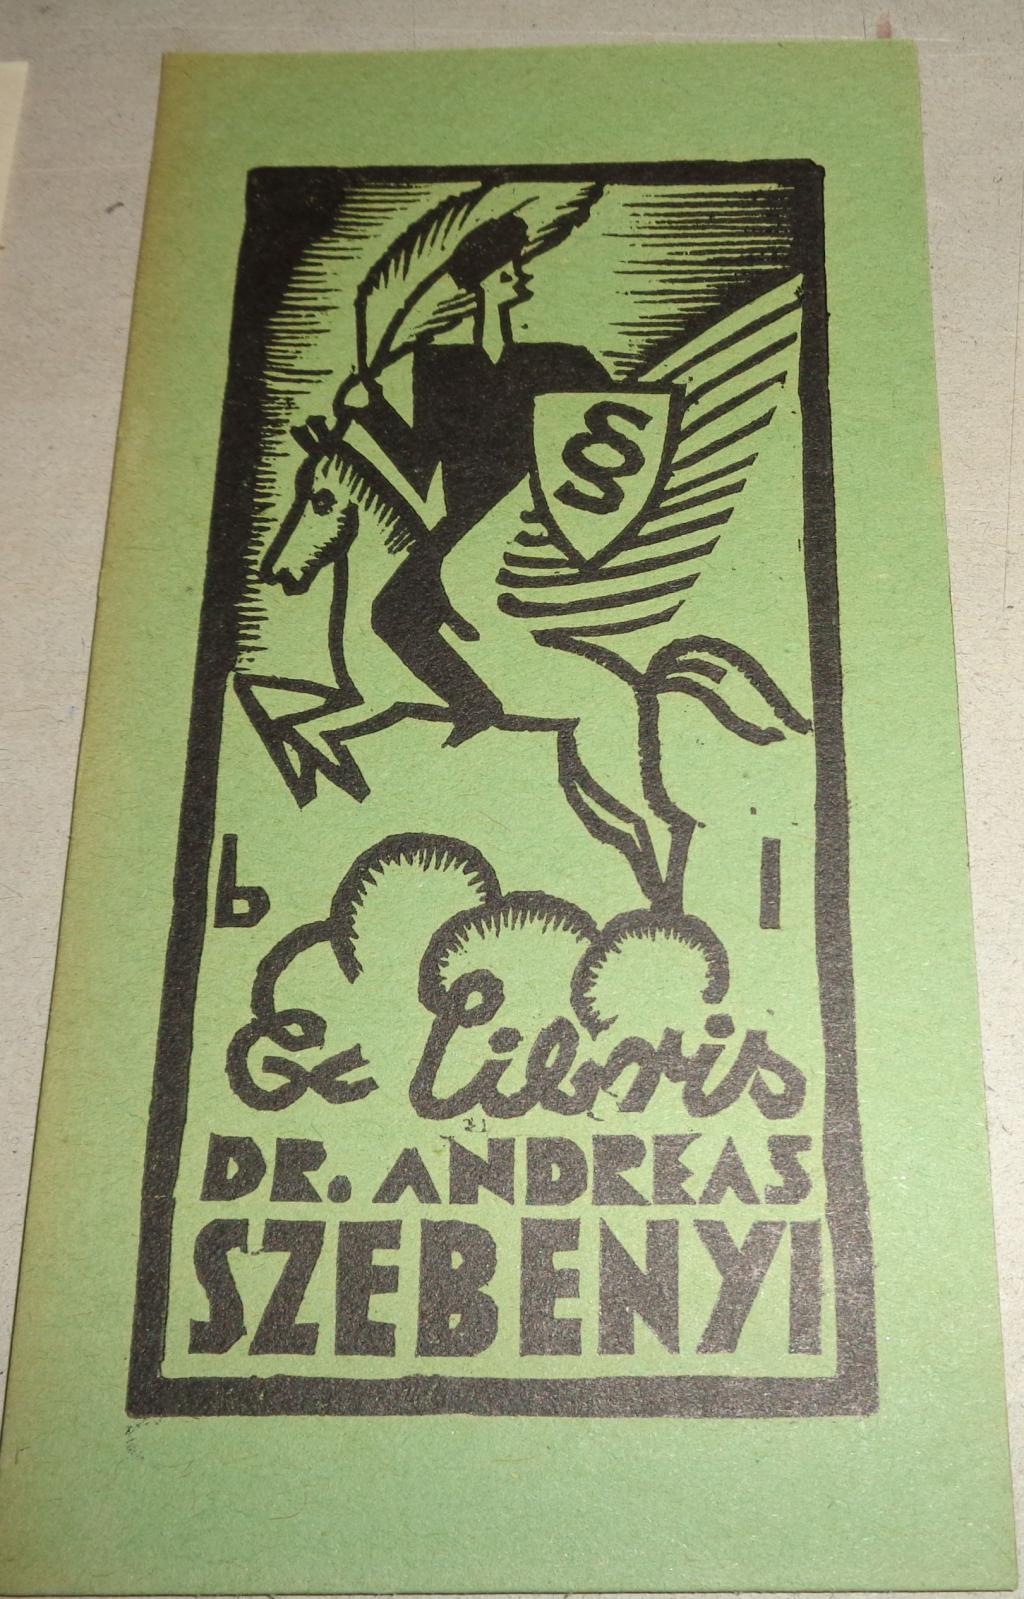 §
b I
Ex libris
DR. ANDREAS
SZEBENYI